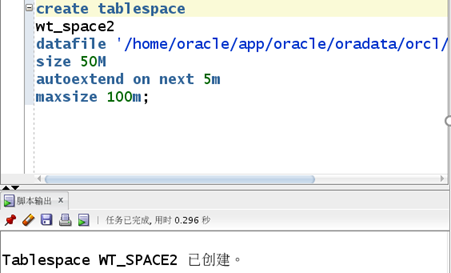 create tablespace
wt_space2
datafile '/home/oracle/app/oracle/oradata/orcl/
size 50M
autoextend on next 5m
maxsize 100m;
脚本输出 ×
任务已完成, 用时 0.296 秒
Tablespace WT_SPACE2 已创建。